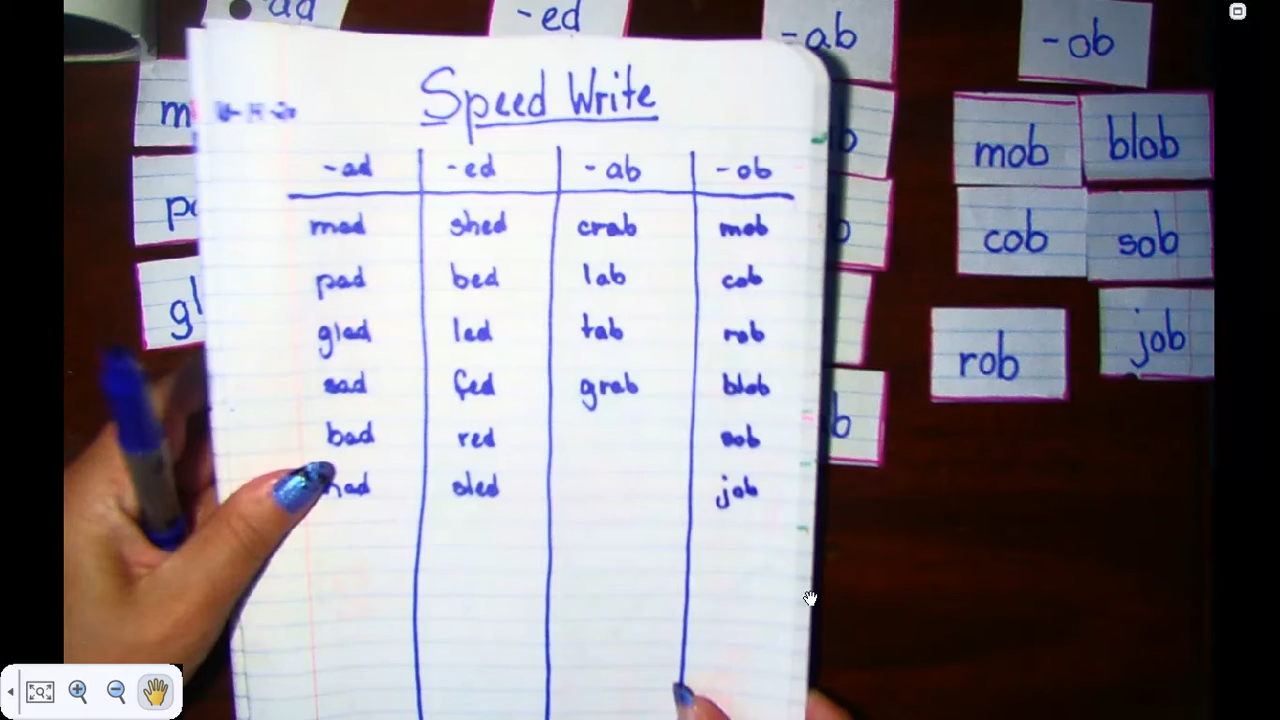 -ed
-ab
-ob
Speed Write
-ad -ed -ab -ob
mad shed crab mob
pad bed lab cob
glad led tab rob
sad fed grab blob
bad red sob
had sled job
mob blob
cob sob
rob job